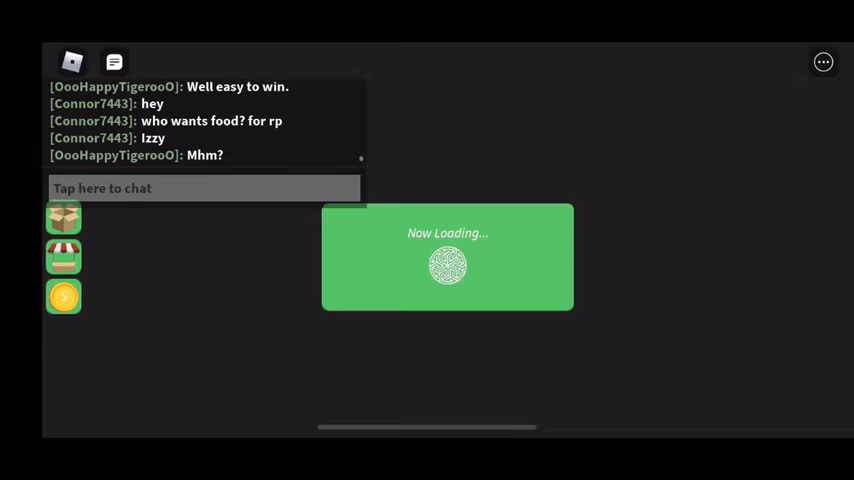 [OooHappyTigerooO]: Well easy to win.
[Connor7443]: hey
[Connor7443]: who wants food? for rp
[Connor7443]: Izzy
[OooHappyTigerooO]: Mhm?
Tap here to chat
Now Loading...